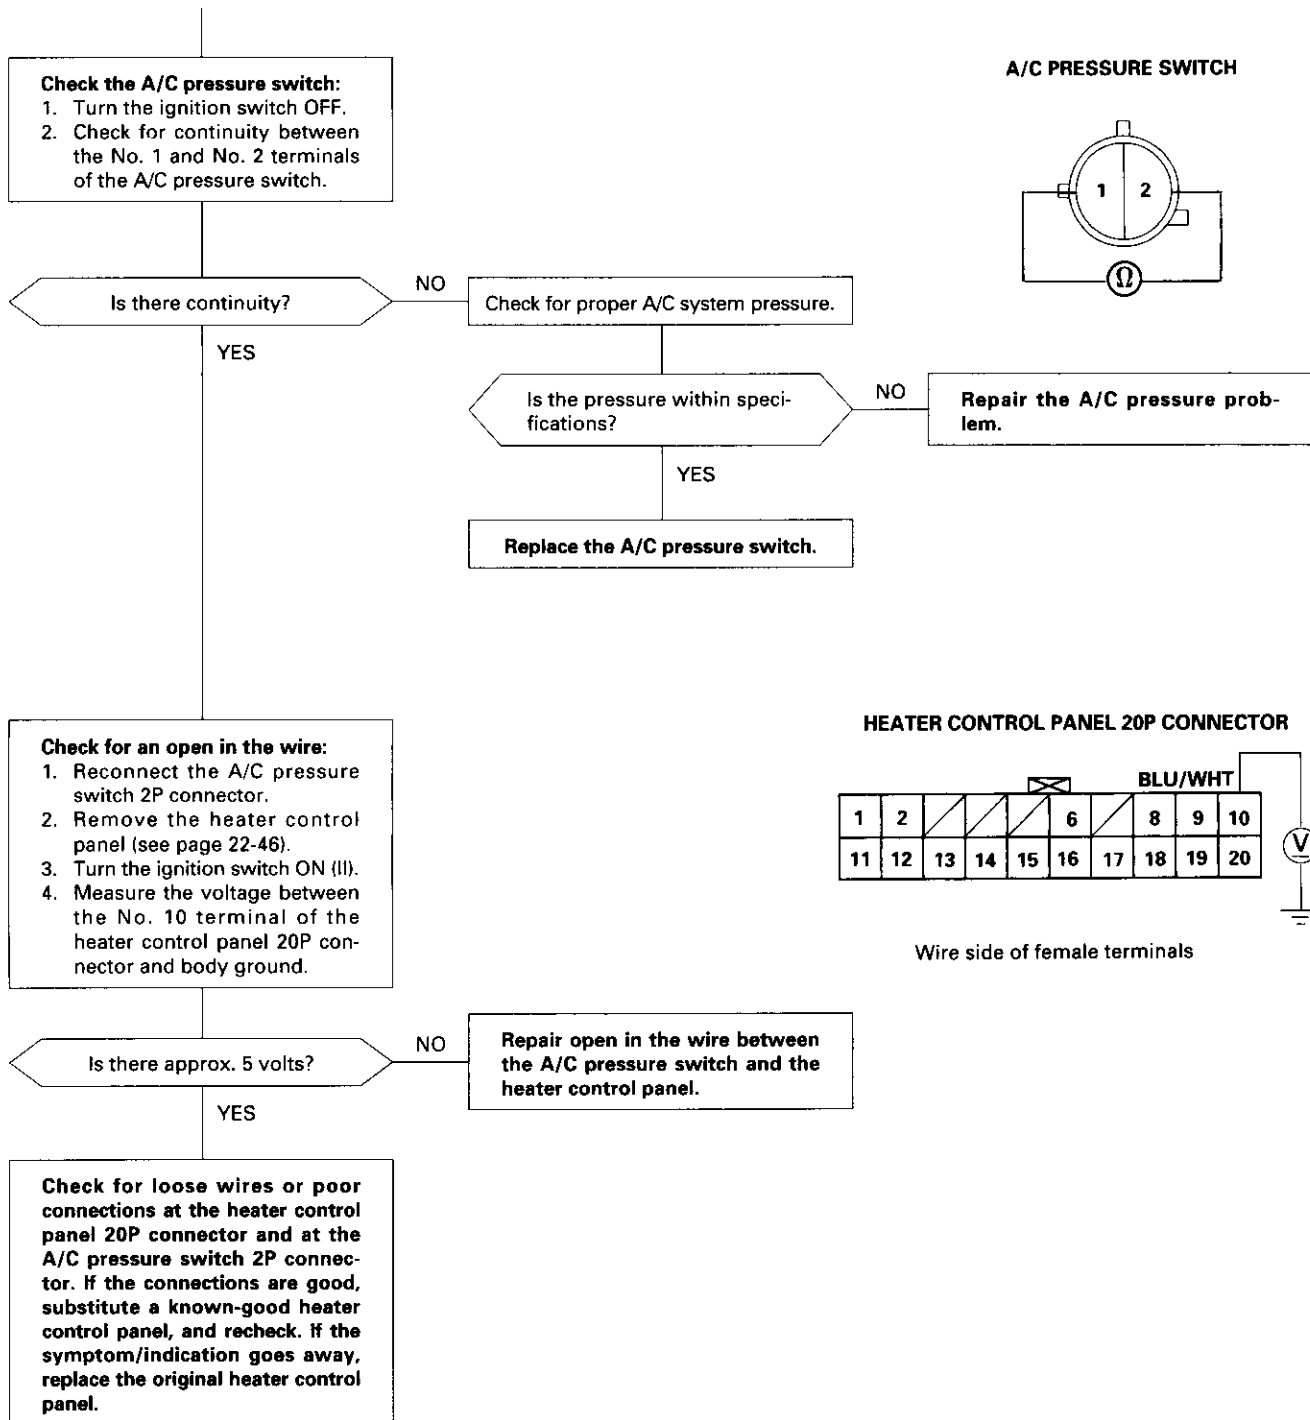 Check the A/C pressure switch:
1. Turn the ignition switch OFF.
2. Check for continuity between
the No. 1 and No. 2 terminals
of the A/C pressure switch.
A/C PRESSURE SWITCH
1 2
Ω
Is there continuity?
NO
Check for proper A/C system pressure.
YES
Is the pressure within speci-
fications?
NO
Repair the A/C pressure prob-
lem.
YES
Replace the A/C pressure switch.
Check for an open in the wire:
1. Reconnect the A/C pressure
switch 2P connector.
2. Remove the heater control
panel (see page 22-46).
3. Turn the ignition switch ON (II).
4. Measure the voltage between
the No. 10 terminal of the
heater control panel 20P con-
nector and body ground.
HEATER CONTROL PANEL 20P CONNECTOR
BLU/WHT
1 2 6 8 9 10
11 12 13 14 15 16 17 18 19 20
V
Wire side of female terminals
Is there approx. 5 volts?
NO
Repair open in the wire between
the A/C pressure switch and the
heater control panel.
YES
Check for loose wires or poor
connections at the heater control
panel 20P connector and at the
A/C pressure switch 2P connec-
tor. If the connections are good,
substitute a known-good heater
control panel, and recheck. If the
symptom/indication goes away,
replace the original heater control
panel.